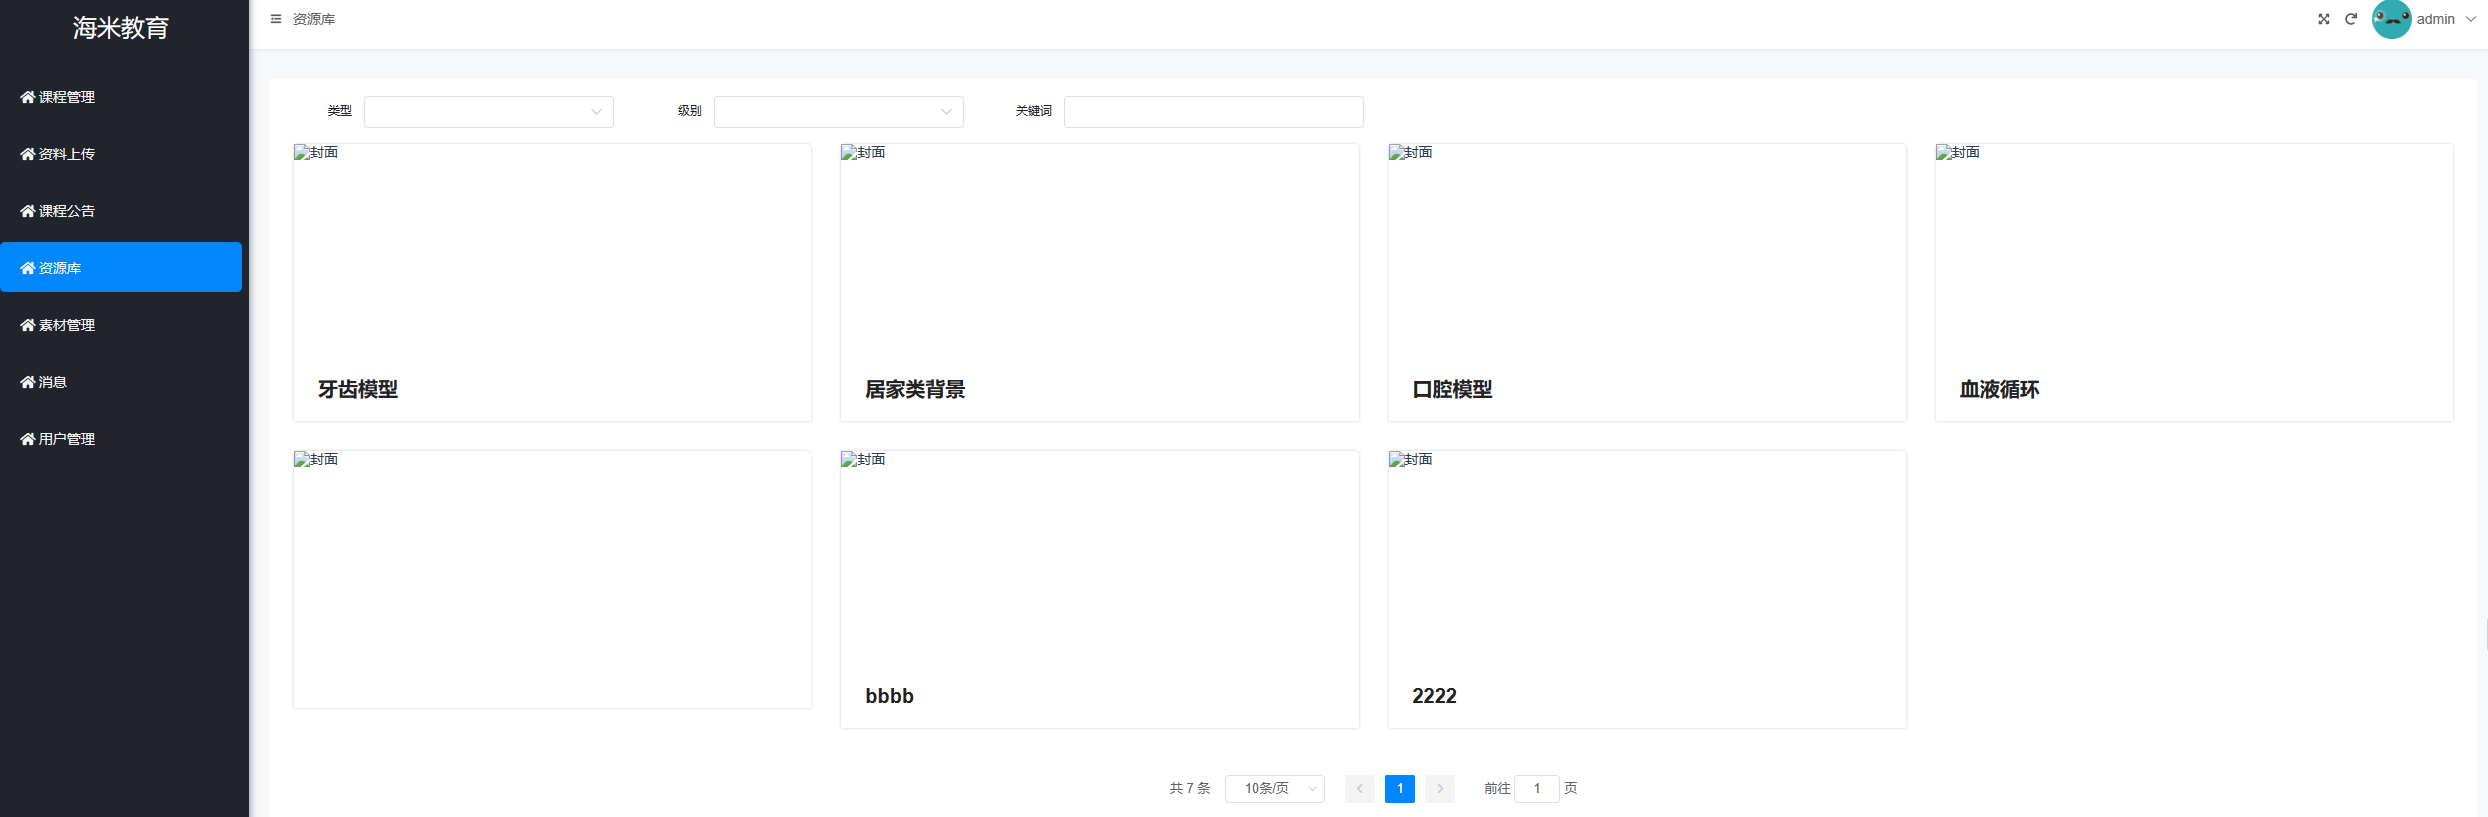 海米教育
课程管理
资料上传
课程公告
资源库
素材管理
消息
用户管理
资源库
admin
类型
级别
关键词
封面
牙齿模型
封面
居家类背景
封面
口腔模型
封面
血液循环
封面
封面
bbbb
封面
2222
共 7 条 10条/页 1 前往 1 页